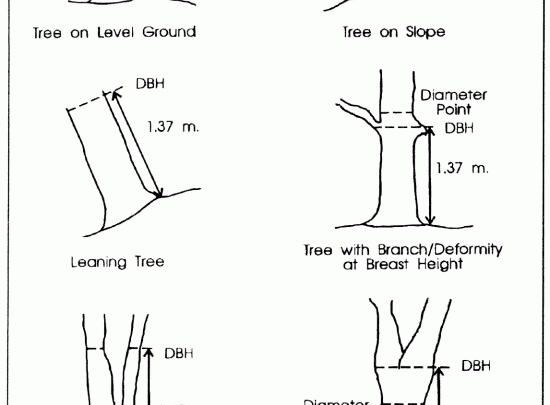 Tree on Level Ground
Tree on Slope
DBH
1.37 m.
Diameter
Point
DBH
1.37 m.
Leaning Tree
Tree with Branch/Deformity
at Breast Height
DBH
DBH
Diameter